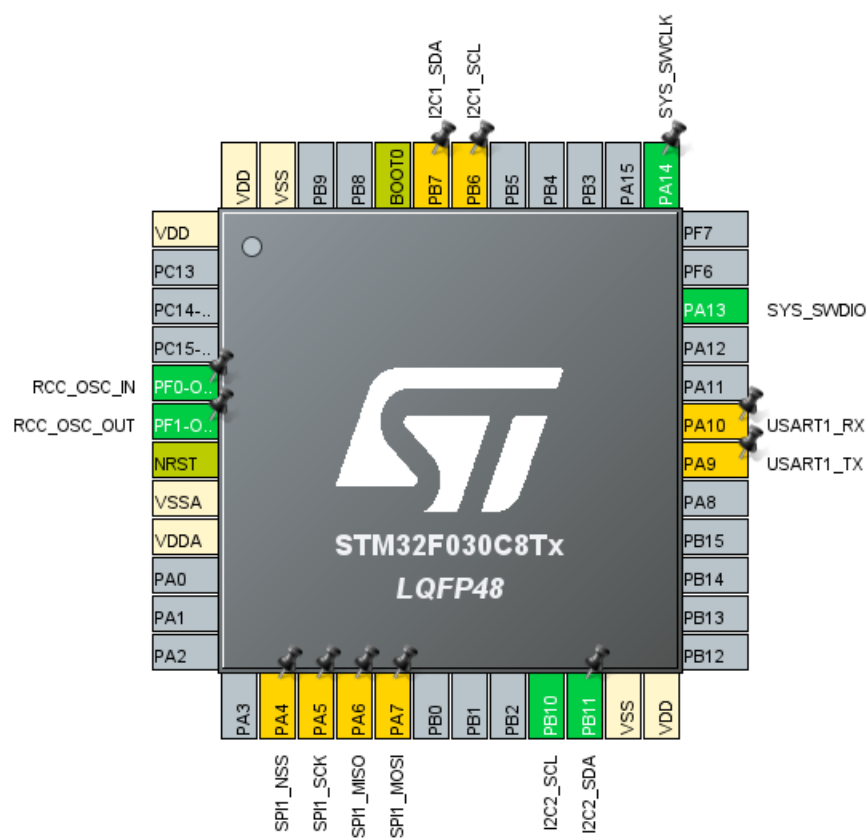 I2C1_SDA
I2C1_SCL
SYS_SWCLK
VDD
VSS
PB9
PB8
BOOT0
PB7
PB6
PB5
PB4
PB3
PA15
PA14
VDD
PC13
PC14-..
PC15-..
RCC_OSC_IN PF0-O..
RCC_OSC_OUT PF1-O..
NRST
VSSA
VDDA
PA0
PA1
PA2
PF7
PF6
PA13 SYS_SWDIO
PA12
PA11
PA10 USART1_RX
PA9 USART1_TX
PA8
PB15
PB14
PB13
PB12
ST
STM32F030C8Tx
LQFP48
PA3
PA4
PA5
PA6
PA7
PB0
PB1
PB2
PB10
PB11
VSS
VDD
SPI1_NSS
SPI1_SCK
SPI1_MISO
SPI1_MOSI
I2C2_SCL
I2C2_SDA